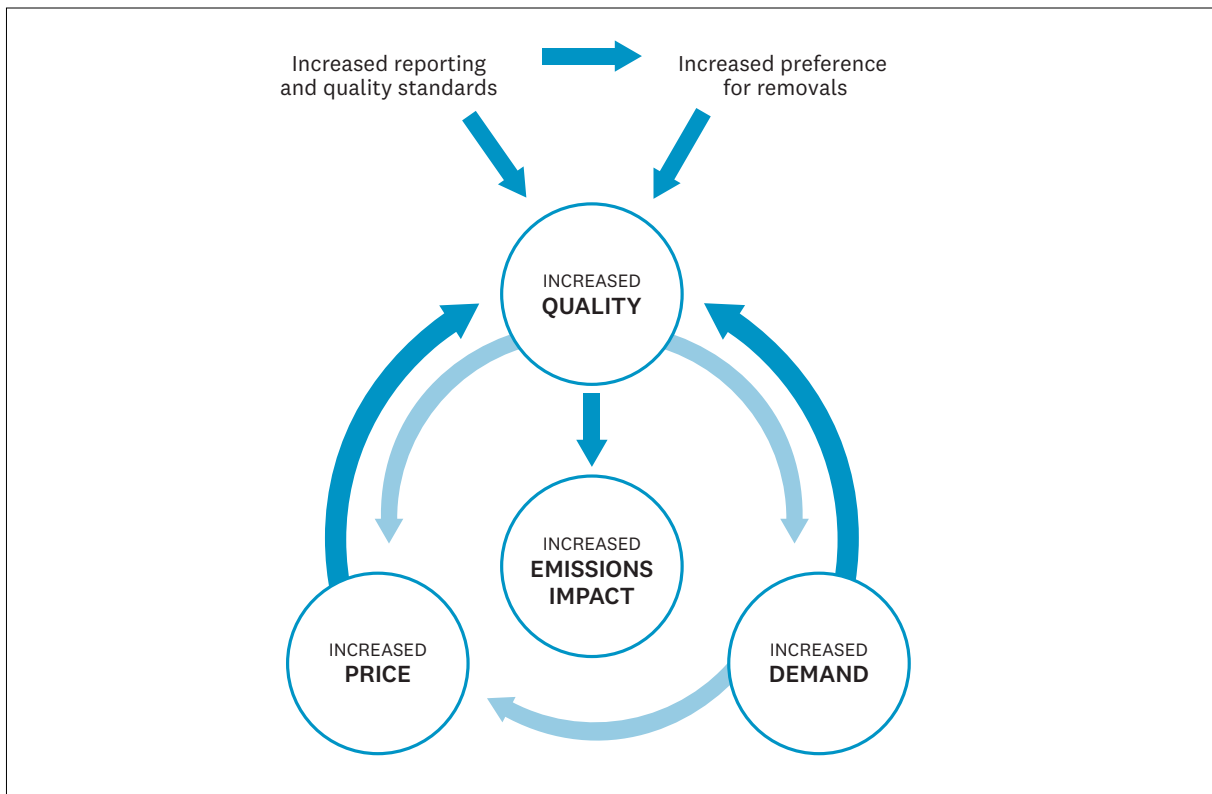 Increased reporting
and quality standards
Increased preference
for removals
INCREASED
QUALITY
INCREASED
EMISSIONS
IMPACT
INCREASED
PRICE
INCREASED
DEMAND